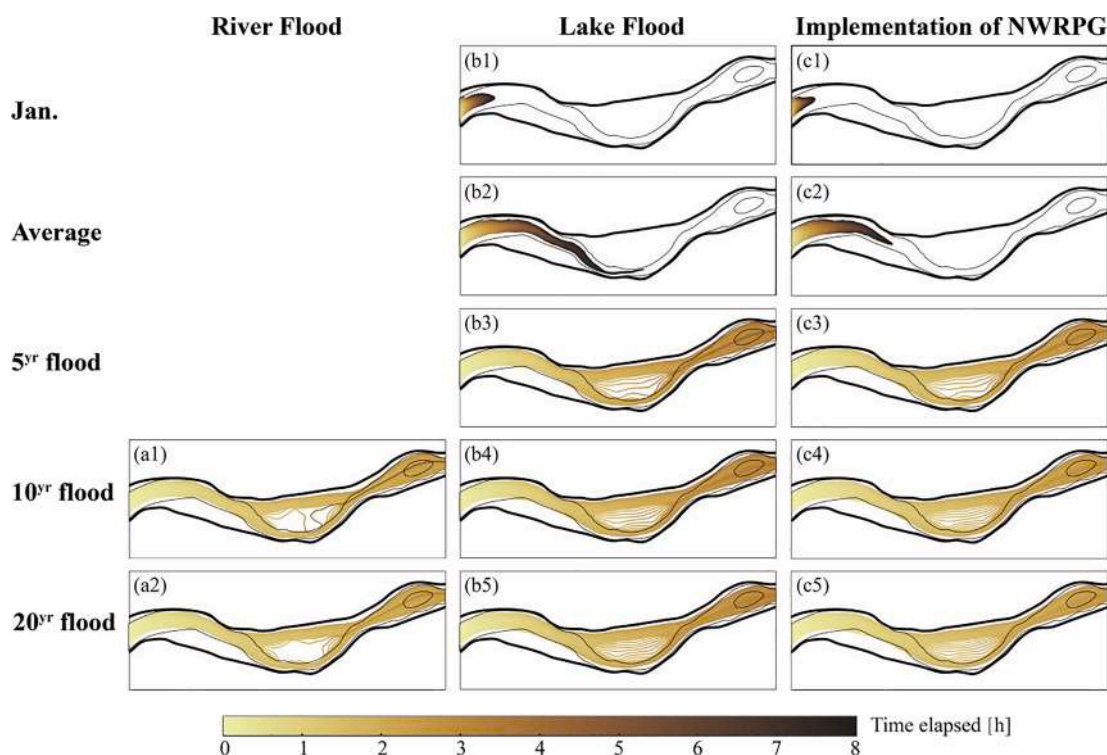 River Flood Lake Flood Implementation of NWRPG
Jan. (b1) (c1)
Average (b2) (c2)
5yr flood (b3) (c3)
10yr flood (a1) (b4) (c4)
20yr flood (a2) (b5) (c5)
0 1 2 3 4 5 6 7 8 Time elapsed [h]